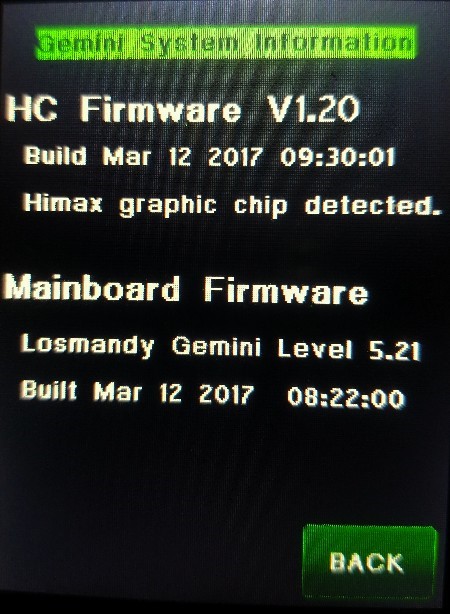 Gemini System Information
HC Firmware V1.20
Build Mar 12 2017 09:30:01
Himax graphic chip detected.
Mainboard Firmware
Losmandy Gemini Level 5.21
Built Mar 12 2017 08:22:00
BACK